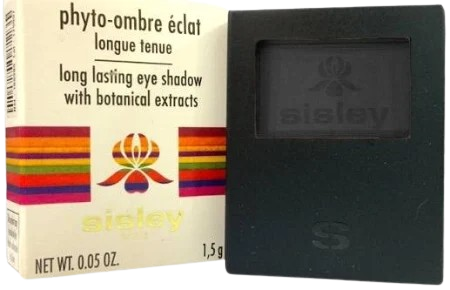 phyto-ombre éclat
longue tenue
long lasting eye shadow
with botanical extracts
sisley
NET WT. 0.05 OZ.
1,5 g
sisley
S